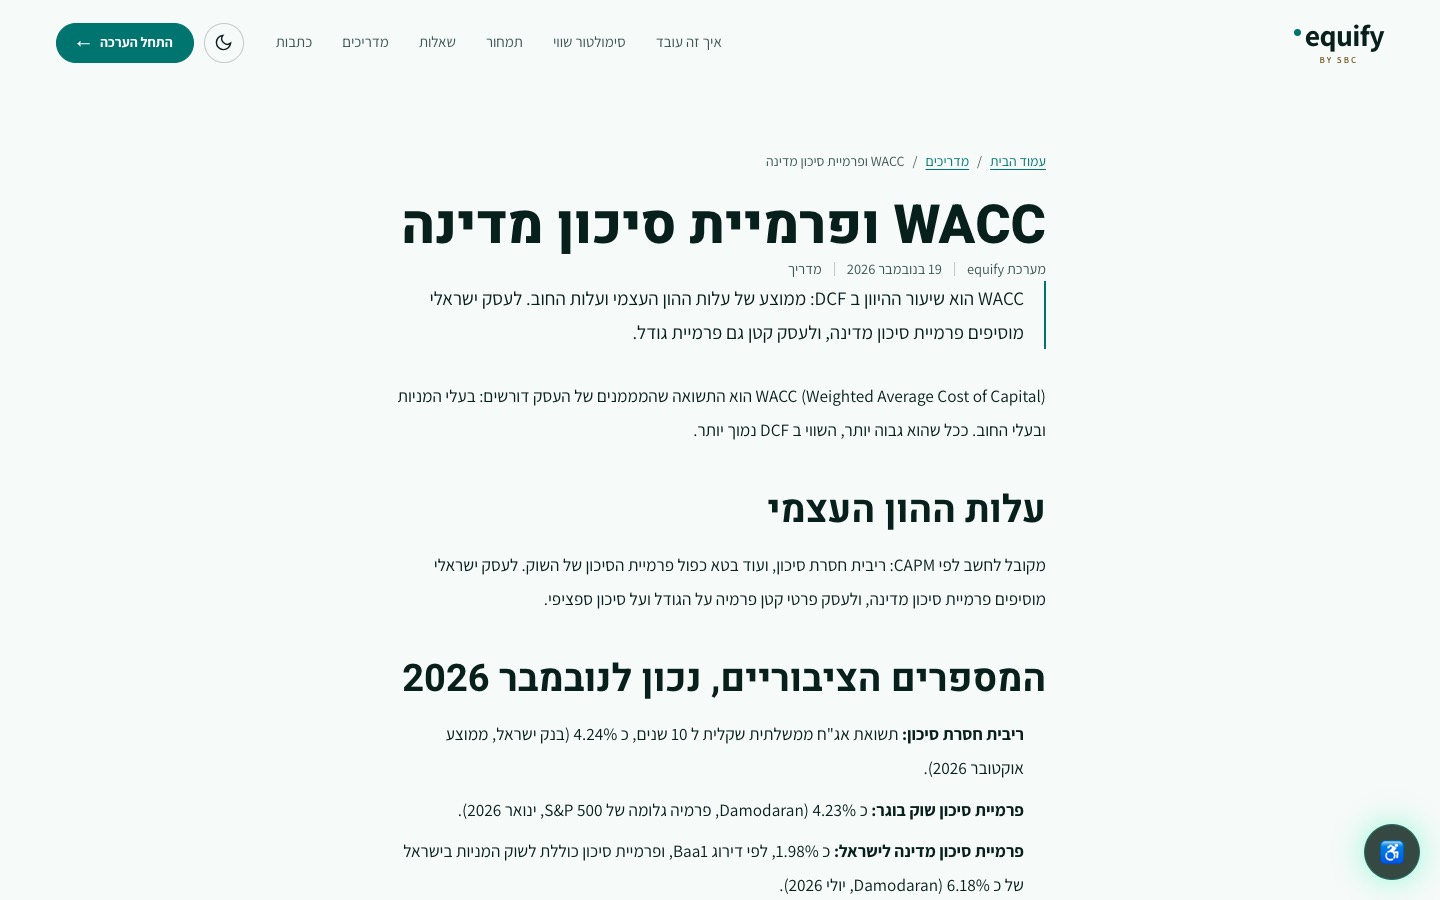 equify
BY SBC
איך זה עובד
סימולטור שווי
תמחור
שאלות
מדריכים
כתבות
התחל הערכה ←
עמוד הבית / מדריכים / WACC ופרמיית סיכון מדינה
WACC ופרמיית סיכון מדינה
מערכת equify | 19 בנובמבר 2026 | מדריך
WACC הוא שיעור ההיוון ב DCF: ממוצע של עלות ההון העצמי ועלות החוב. לעסק ישראלי
מוסיפים פרמיית סיכון מדינה, ולעסק קטן גם פרמיית גודל.
WACC (Weighted Average Cost of Capital) הוא התשואה שהמממנים של העסק דורשים: בעלי המניות
ובעלי החוב. ככל שהוא גבוה יותר, השווי ב DCF נמוך יותר.
עלות ההון העצמי
מקובל לחשב לפי CAPM: ריבית חסרת סיכון, ועוד בטא כפול פרמיית הסיכון של השוק. לעסק ישראלי
מוסיפים פרמיית סיכון מדינה, ולעסק פרטי קטן פרמיה על הגודל ועל סיכון ספציפי.
המספרים הציבוריים, נכון לנובמבר 2026
ריבית חסרת סיכון: תשואת אג"ח ממשלתית שקלית ל 10 שנים, כ 4.24% (בנק ישראל, ממוצע
אוקטובר 2026).
פרמיית סיכון שוק בוגר: כ 4.23% (Damodaran, פרמיה גלומה של S&P 500, ינואר 2026).
פרמיית סיכון מדינה לישראל: כ 1.98%, לפי דירוג Baa1, ופרמיית סיכון כוללת לשוק המניות בישראל
של כ 6.18% (Damodaran, יולי 2026).